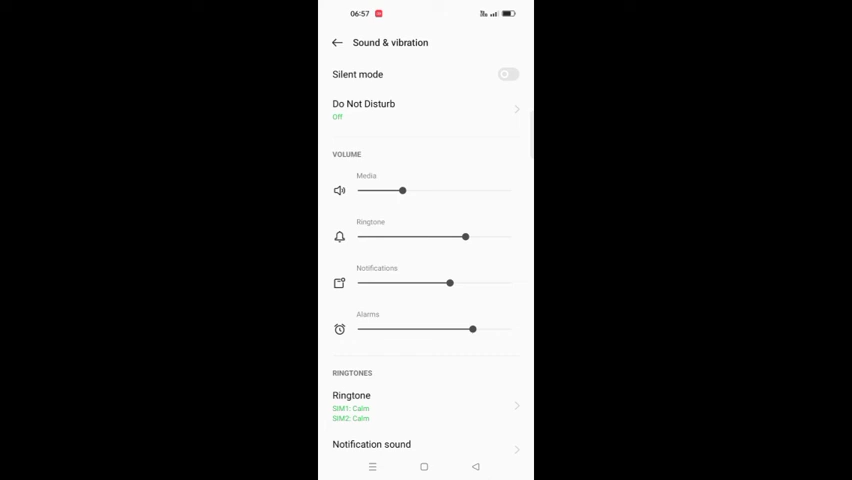 06:57
Sound & vibration
Silent mode
Do Not Disturb
Off
VOLUME
Media
Ringtone
Notifications
Alarms
RINGTONES
Ringtone
SIM1: Calm
SIM2: Calm
Notification sound